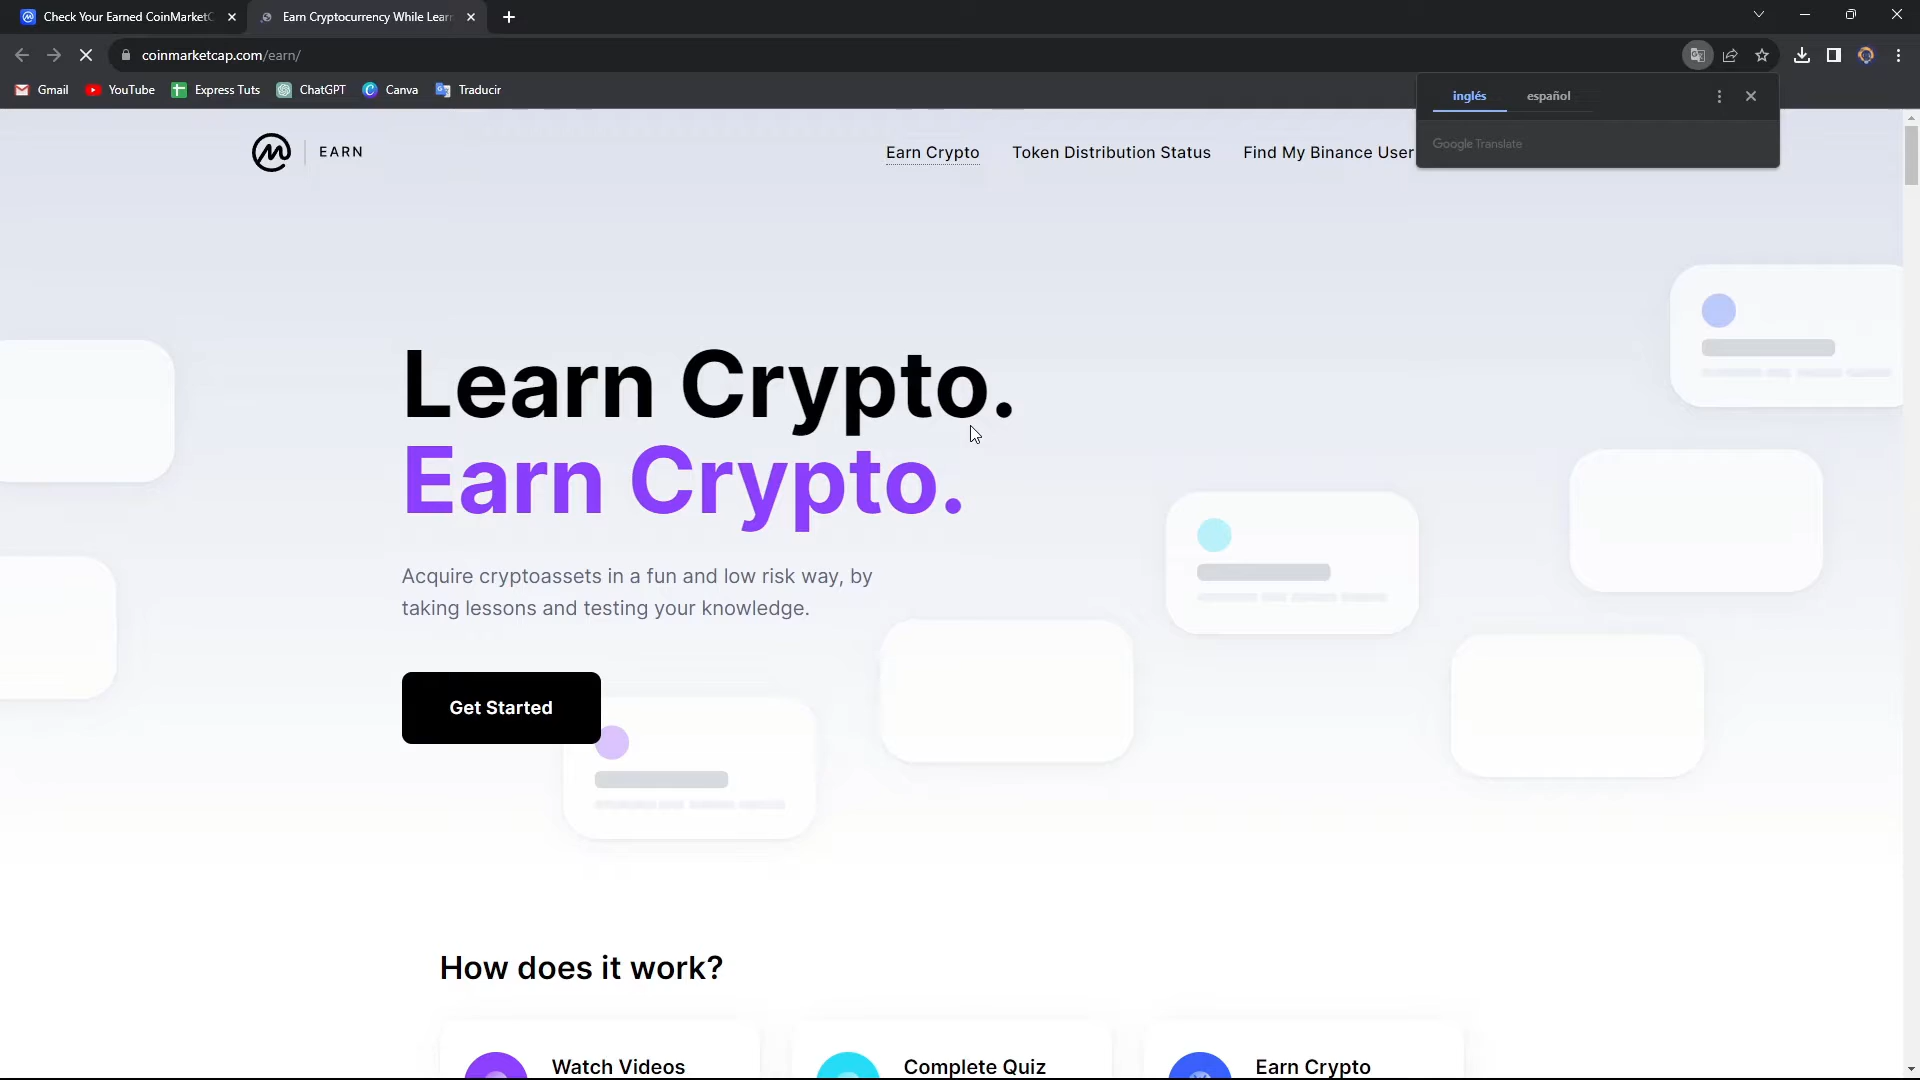 Check Your Earned CoinMarketC
Earn Cryptocurrency While Lear
coinmarketcap.com/earn/
Gmail
YouTube
Express Tuts
ChatGPT
Canva
Traducir
inglés
español
Google Translate
EARN
Earn Crypto
Token Distribution Status
Find My Binance User
Learn Crypto.
Earn Crypto.
Acquire cryptoassets in a fun and low risk way, by
taking lessons and testing your knowledge.
Get Started
How does it work?
Watch Videos
Complete Quiz
Earn Crypto